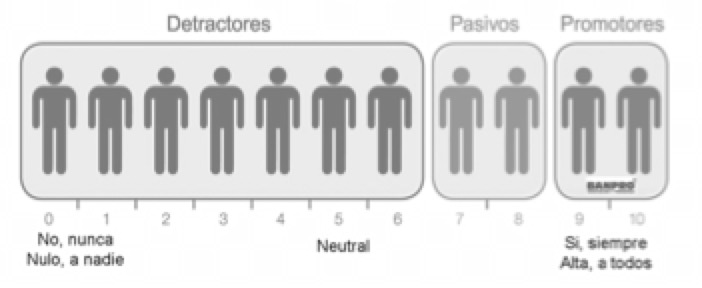 Detractores Pasivos Promotores
BANPRO
0 1 2 3 4 5 6 7 8 9 10
No, nunca Neutral Si, siempre
Nulo, a nadie Alta, a todos